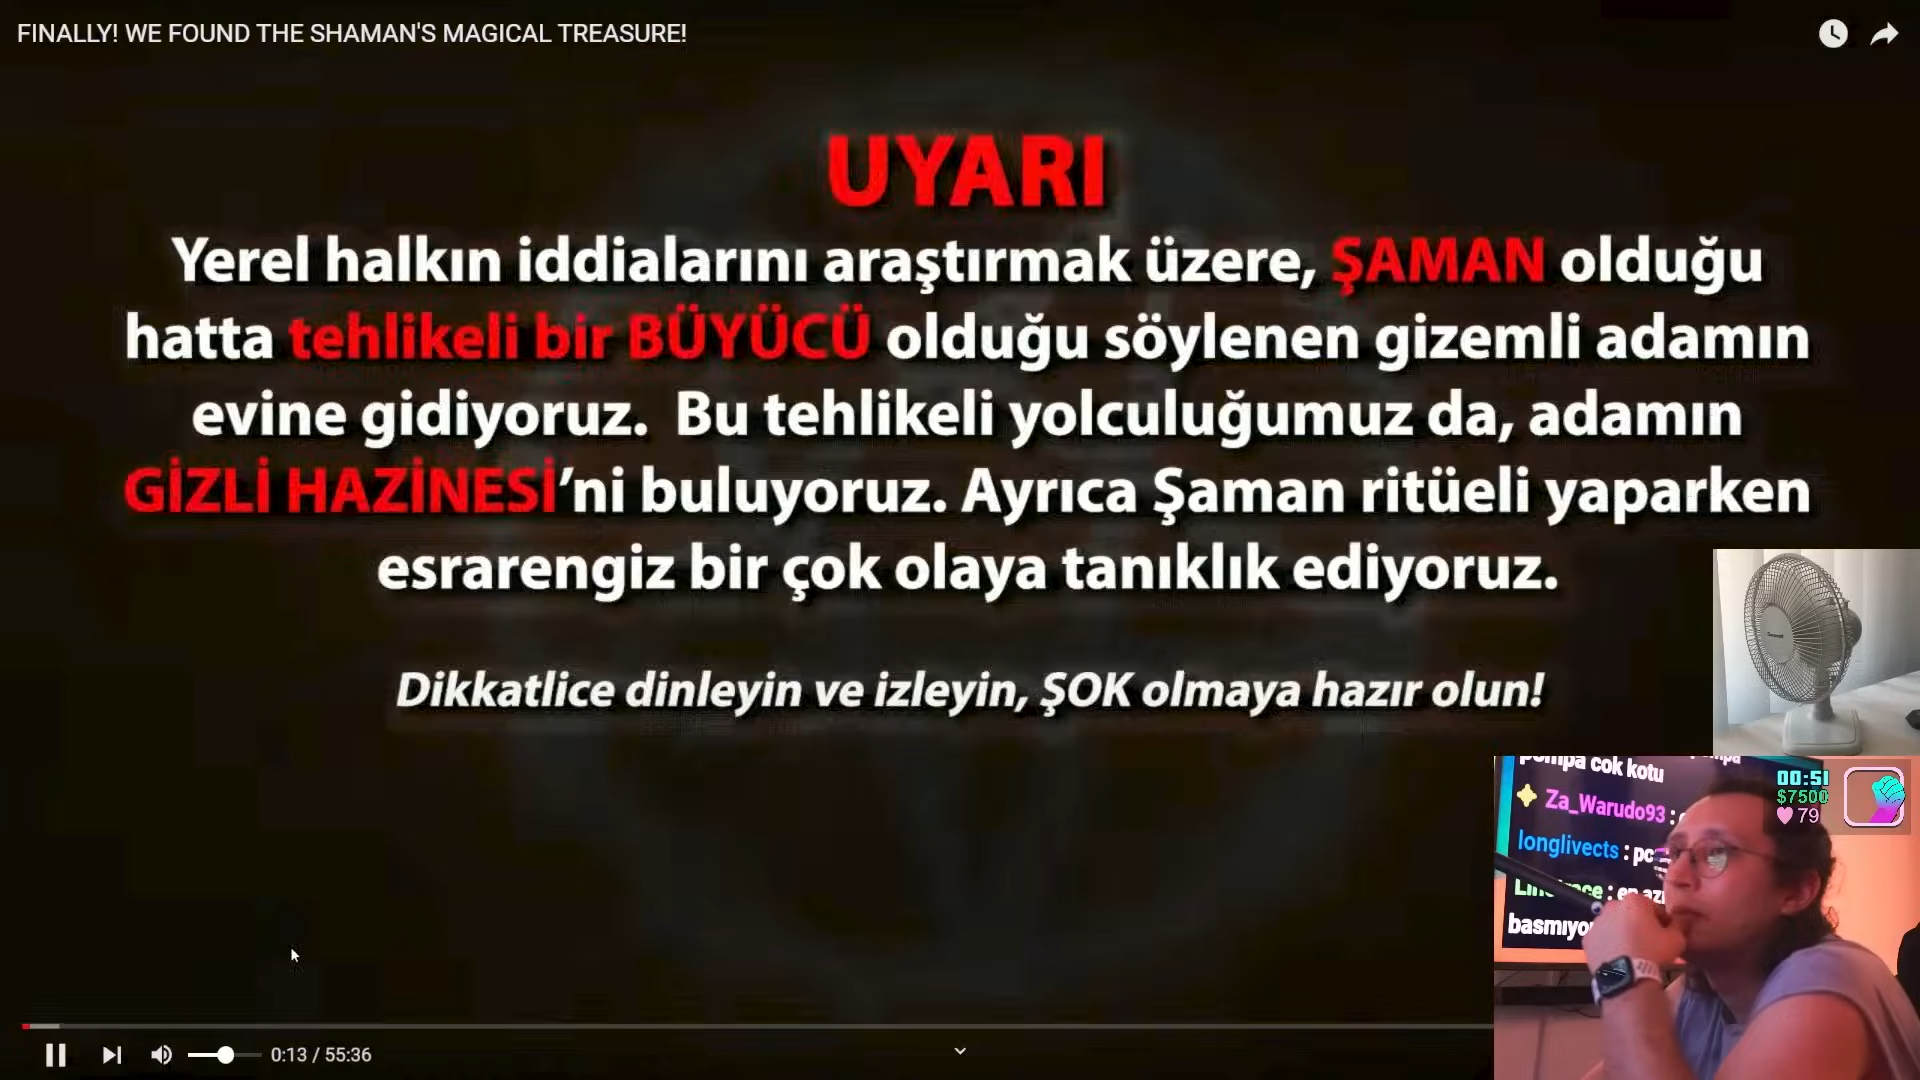 FINALLY! WE FOUND THE SHAMAN'S MAGICAL TREASURE!
UYARI
Yerel halkın iddialarını araştırmak üzere, ŞAMAN olduğu
hatta tehlikeli bir BÜYÜCÜ olduğu söylenen gizemli adamın
evine gidiyoruz.  Bu tehlikeli yolculuğumuz da, adamın
GİZLİ HAZİNESİ’ni buluyoruz. Ayrıca Şaman ritüeli yaparken
esrarengiz bir çok olaya tanıklık ediyoruz.
Dikkatlice dinleyin ve izleyin, ŞOK olmaya hazır olun!
pompa cok kotu
Za_Warudo93 :
longlivects :
basmıyo
00:51
$7500
79
0:13 / 55:36